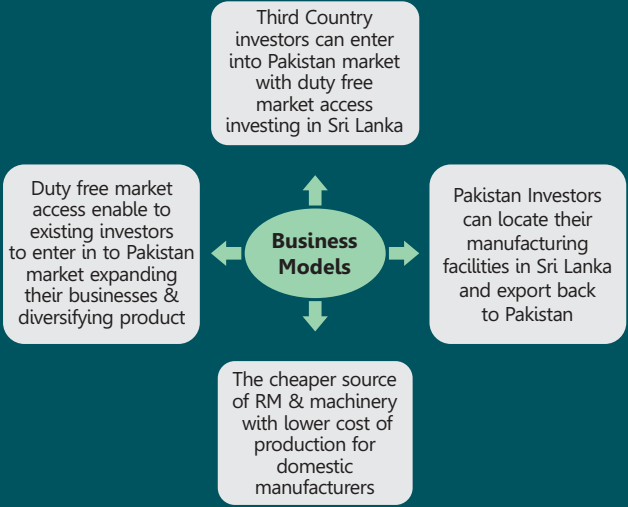 Third Country
investors can enter
into Pakistan market
with duty free
market access
investing in Sri Lanka
Duty free market
access enable to
existing investors
to enter in to Pakistan
market expanding
their businesses &
diversifying product
Business
Models
Pakistan Investors
can locate their
manufacturing
facilities in Sri Lanka
and export back
to Pakistan
The cheaper source
of RM & machinery
with lower cost of
production for
domestic
manufacturers